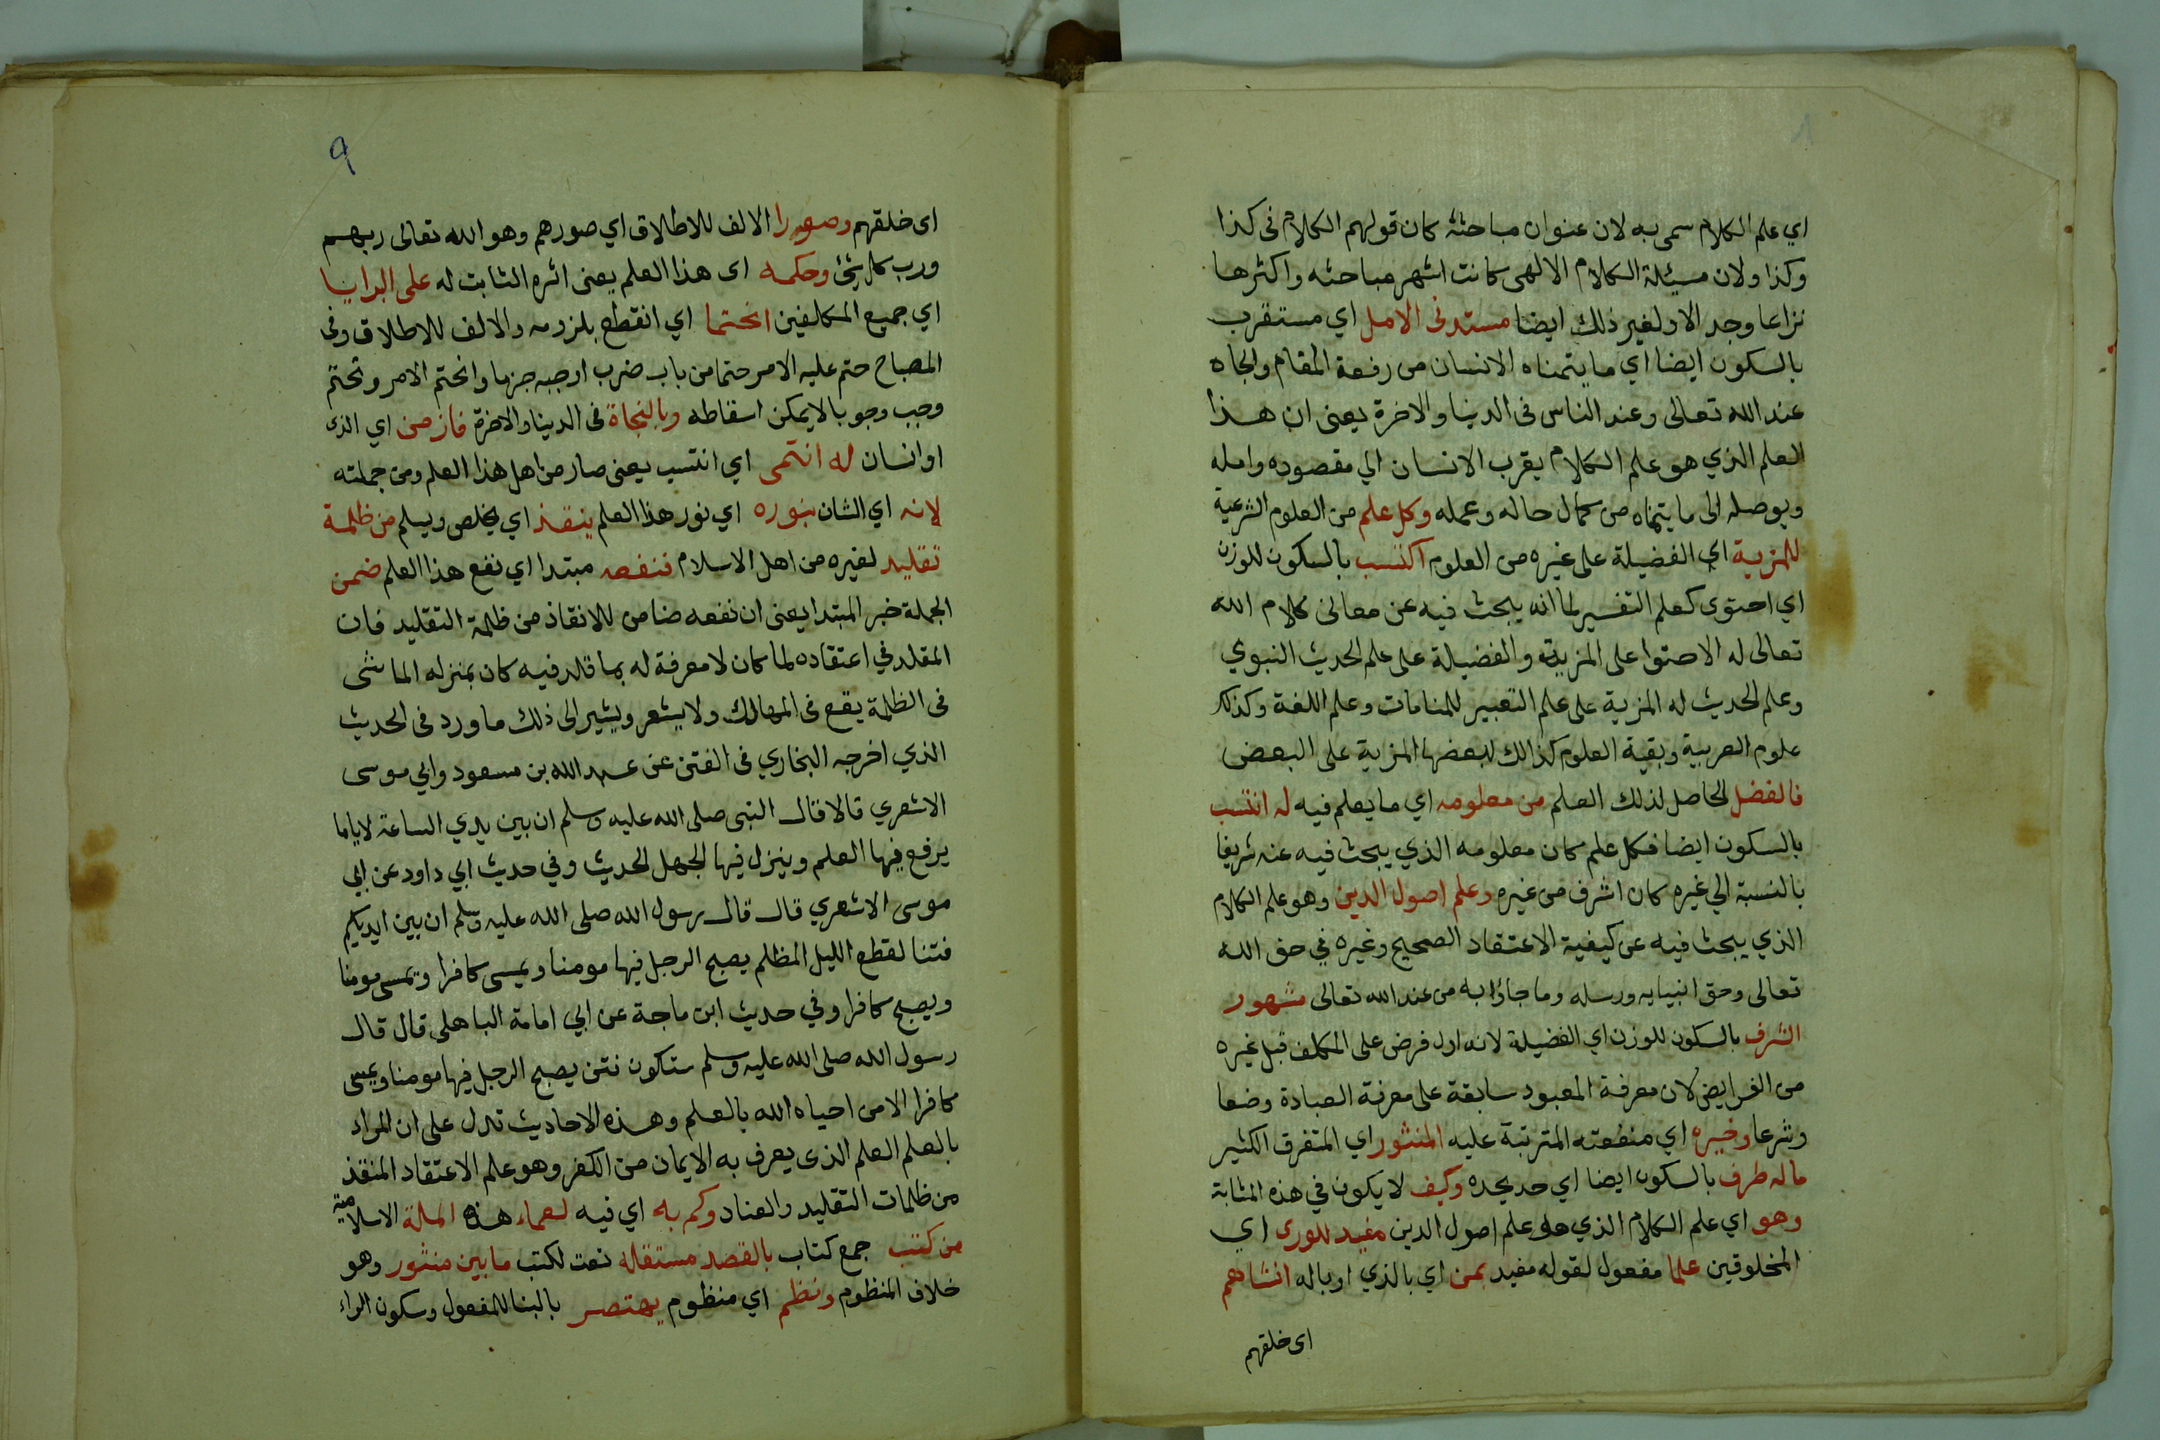 اي علم الكلام سمي به لان عنوان مباحثه كان قولهم الكلام في كذا
وكذا ولان مسئلة الكلام الالهي كانت اشهر مباحثه واكثرها
نزاعا وجد الا ولغير ذلك ايضا مستدني الامل اي مستقرب
بالسكون ايضا اي ما يتمناه الانسان من رفعة المقام والجاه
عند الله تعالى وعند الناس في الدنيا والاخرة يعني ان هذا
العلم الذي هو علم الكلام يقرب الانسان الي مقصوده وامله
ويوصله الى ما يتمناه من كمال حاله وعمله وكل علم من العلوم الشرعية
للمزية اي الفضيلة على غيره من العلوم اكتسب بالسكون للوزن
اي احتوى كعلم التفسير لما انه يبحث فيه عن معاني كلام الله
تعالى له الاحتوا على المزية والفضيلة على علم الحديث النبوي
وعلم الحديث له المزية على علم التعبير للمنامات وعلم اللغة وكذلك
علوم العربية وبقية العلوم كذالك لبعضها المزية على البعض
فالفضل الحاصل لذلك العلم من معلومه اي ما يعلم فيه له انتسب
بالسكون ايضا فكل علم كان معلومه الذي يبحث فيه عنه شريفا
بالنسبة الي غيره كان اشرف من غيره وعلم اصول الدين وهو علم الكلام
الذي يبحث فيه عن كيفية الاعتقاد الصحيح وغيره في حق الله
تعالى وحق انبيايه ورسله وما جاؤا به من عند الله تعالى مشهور
الشرف بالسكون للوزن اي الفضيلة لانه اول فرض على المكلف قبل غيره
من الفرايض لان معرفة المعبود سابقة على معرفة العبادة وضعا
وشرعا وخيره اي منفعته المترتبة عليه المنثور اي المتفرق الكثير
ماله طرف بالسكون ايضا اي حد يحده وكيف لا يكون في هذه المثابة
وهو اي علم الكلام الذي هو علم اصول الدين مفيد للورى اي
المخلوقين علما مفعول لقوله مفيد بمن اي بالذي او باله انشاهم
اى خلقهم
٩
اى خلقهم وصورا الالف للاطلاق اي صورهم وهو الله تعالى ربهم
ورب كل شئ وحكمه اى هذا العلم يعني اثره الثابت له على البرايا
اي جميع المكلفين انحتما اي انقطع بلزومه والالف للاطلاق وفي
المصباح حتم عليه الامر حتما من باب ضرب اوجبه جزما وانحتم الامر وتحتم
وجب وجوبا لا يمكن اسقاطه وبالنجاة في الدينا والاخرة فاز من اي الذي
او انسان له انتمى اي انتسب يعني صار من اهل هذا العلم ومن جملته
لانه اي الشان بنوره اي نور هذا العلم ينقذ اي يخلص ويسلم من ظلمة
تقليد لغيره من اهل الاسلام فنفعه مبتدا اي نفع هذا العلم ضمن
الجملة خبر المبتدا يعني ان نفعه ضامن للانقاذ من ظلمة التقليد فان
المقلد في اعتقاده لما كان لا معرفة له بما قلد فيه كان بمنزله الماشى
في الظلمة يقع في المهالك ولا يشعر ويشير الى ذلك ما ورد في الحديث
الذي اخرجه البخاري في الفتن عن عبد الله بن مسعود وابي موسى
الاشعري قالا قال النبي صلى الله عليه وسلم ان بين يدي الساعة لاياما
يرفع فيها العلم وينزل فيها الجهل الحديث وفي حديث ابي داود عن ابي
موسى الاشعري قال قال رسول الله صلى الله عليه وسلم ان بين ايديكم
فتنا لقطع الليل المظلم يصبح الرجل فيها مومنا ويمسي كافرا ويمسي مومنا
ويصبح كافرا وفي حديث ابن ماجة عن ابي امامة الباهلي قال قال
رسول الله صلى الله عليه وسلم ستكون فتن يصبح الرجل فيها مومنا ويمسى
كافرا الا من احياه الله بالعلم وهذه الاحاديث تدل على ان المراد
بالعلم العلم الذى يعرف به الايمان من الكفر وهو علم الاعتقاد المنقذ
من ظلمات التقليد والعناد وكم به اي فيه لعلماء هذه الملة الاسلامية
من كتب جمع كتاب بالقصد مستقله نعت لكتب ما بين منثور وهو
خلاف المنظوم ونظم اي منظوم يهتصر بالبنا للمفعول وسكون الراء